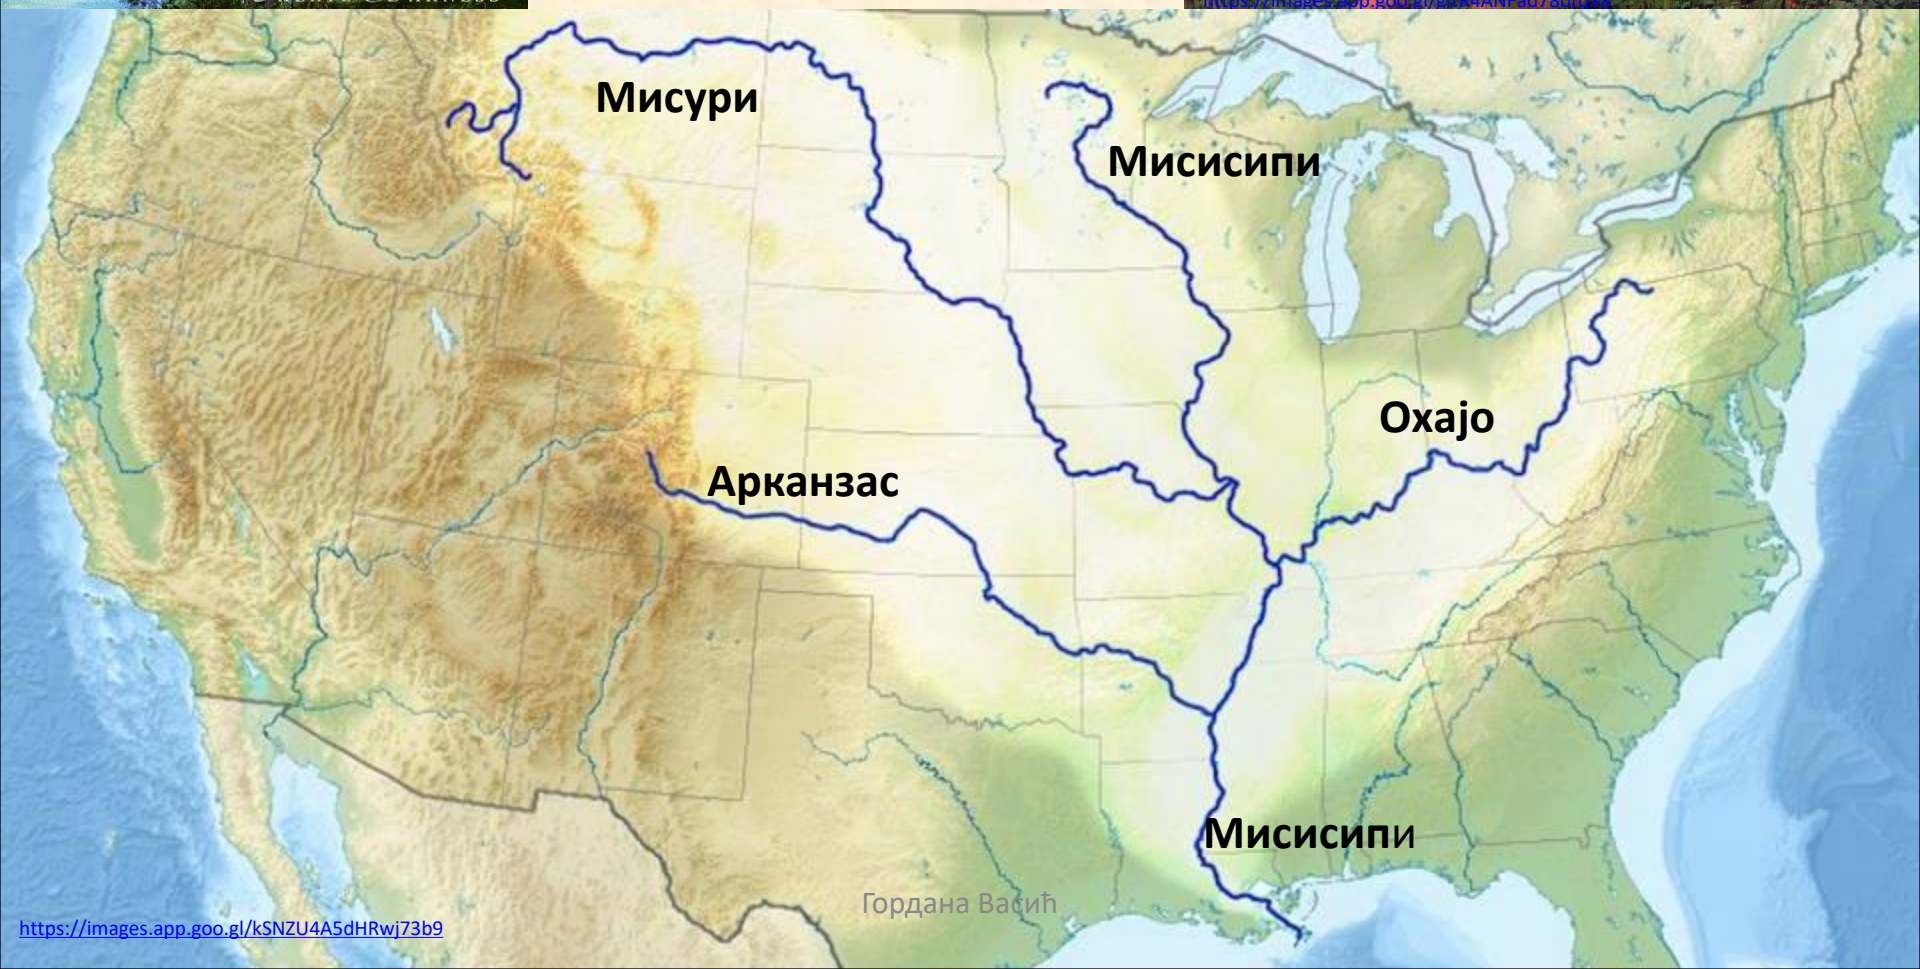 Мисури
Мисисипи
Охајо
Арканзас
Мисисипи
Гордана Васић
https://images.app.goo.gl/kSNZU4A5dHRwj73b9